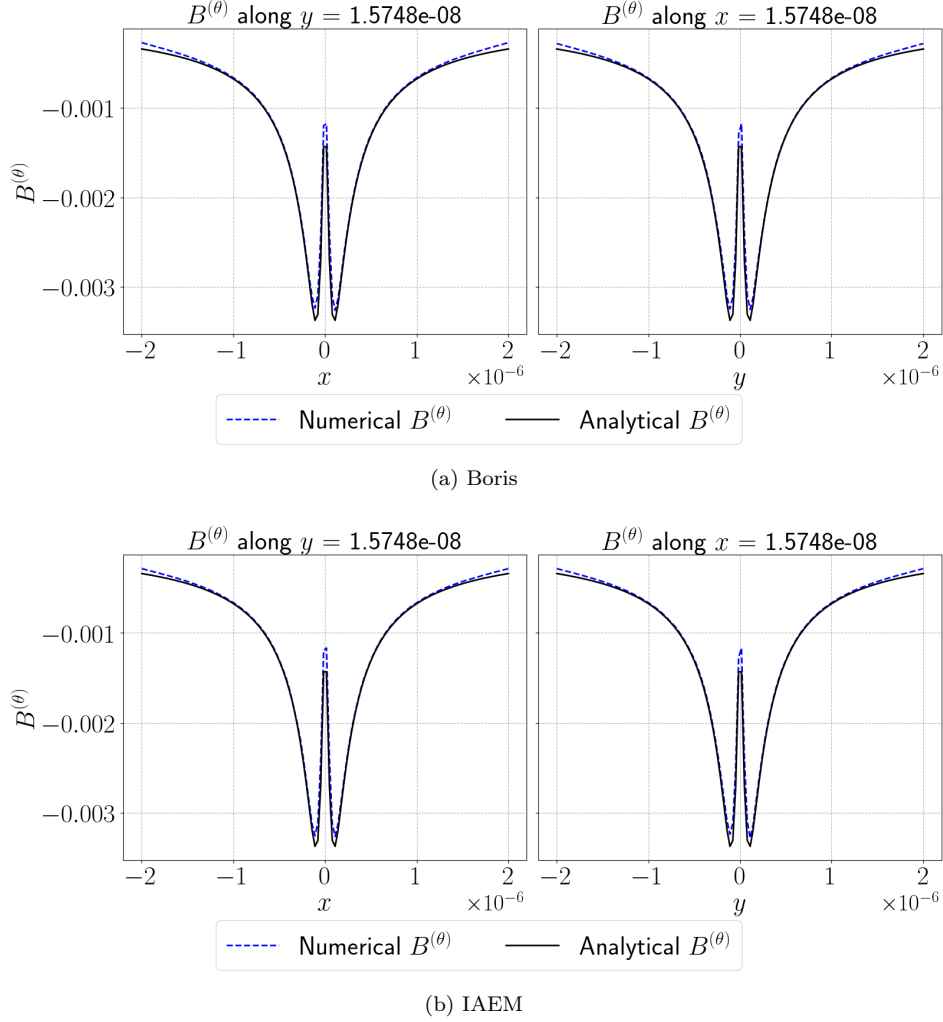 B^(θ) along y = 1.5748e-08
B^(θ) along x = 1.5748e-08
B^(θ)
−0.001
−0.002
−0.003
−2 −1 0 1 2
x
×10^−6
−2 −1 0 1 2
y
×10^−6
Numerical B^(θ) Analytical B^(θ)
(a) Boris
B^(θ) along y = 1.5748e-08
B^(θ) along x = 1.5748e-08
B^(θ)
−0.001
−0.002
−0.003
−2 −1 0 1 2
x
×10^−6
−2 −1 0 1 2
y
×10^−6
Numerical B^(θ) Analytical B^(θ)
(b) IAEM